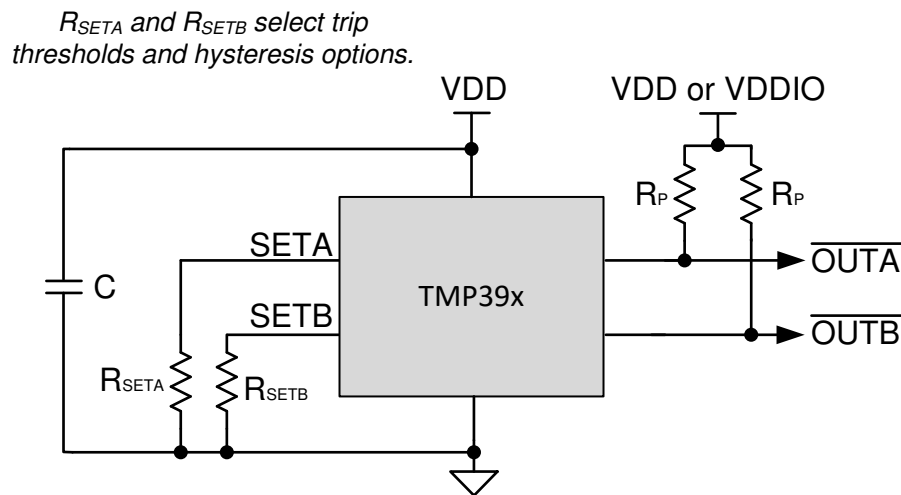 RSETA and RSETB select trip
thresholds and hysteresis options.
VDD
VDD or VDDIO
RP
RP
SETA
OUTA
C
TMP39x
SETB
OUTB
RSETA
RSETB